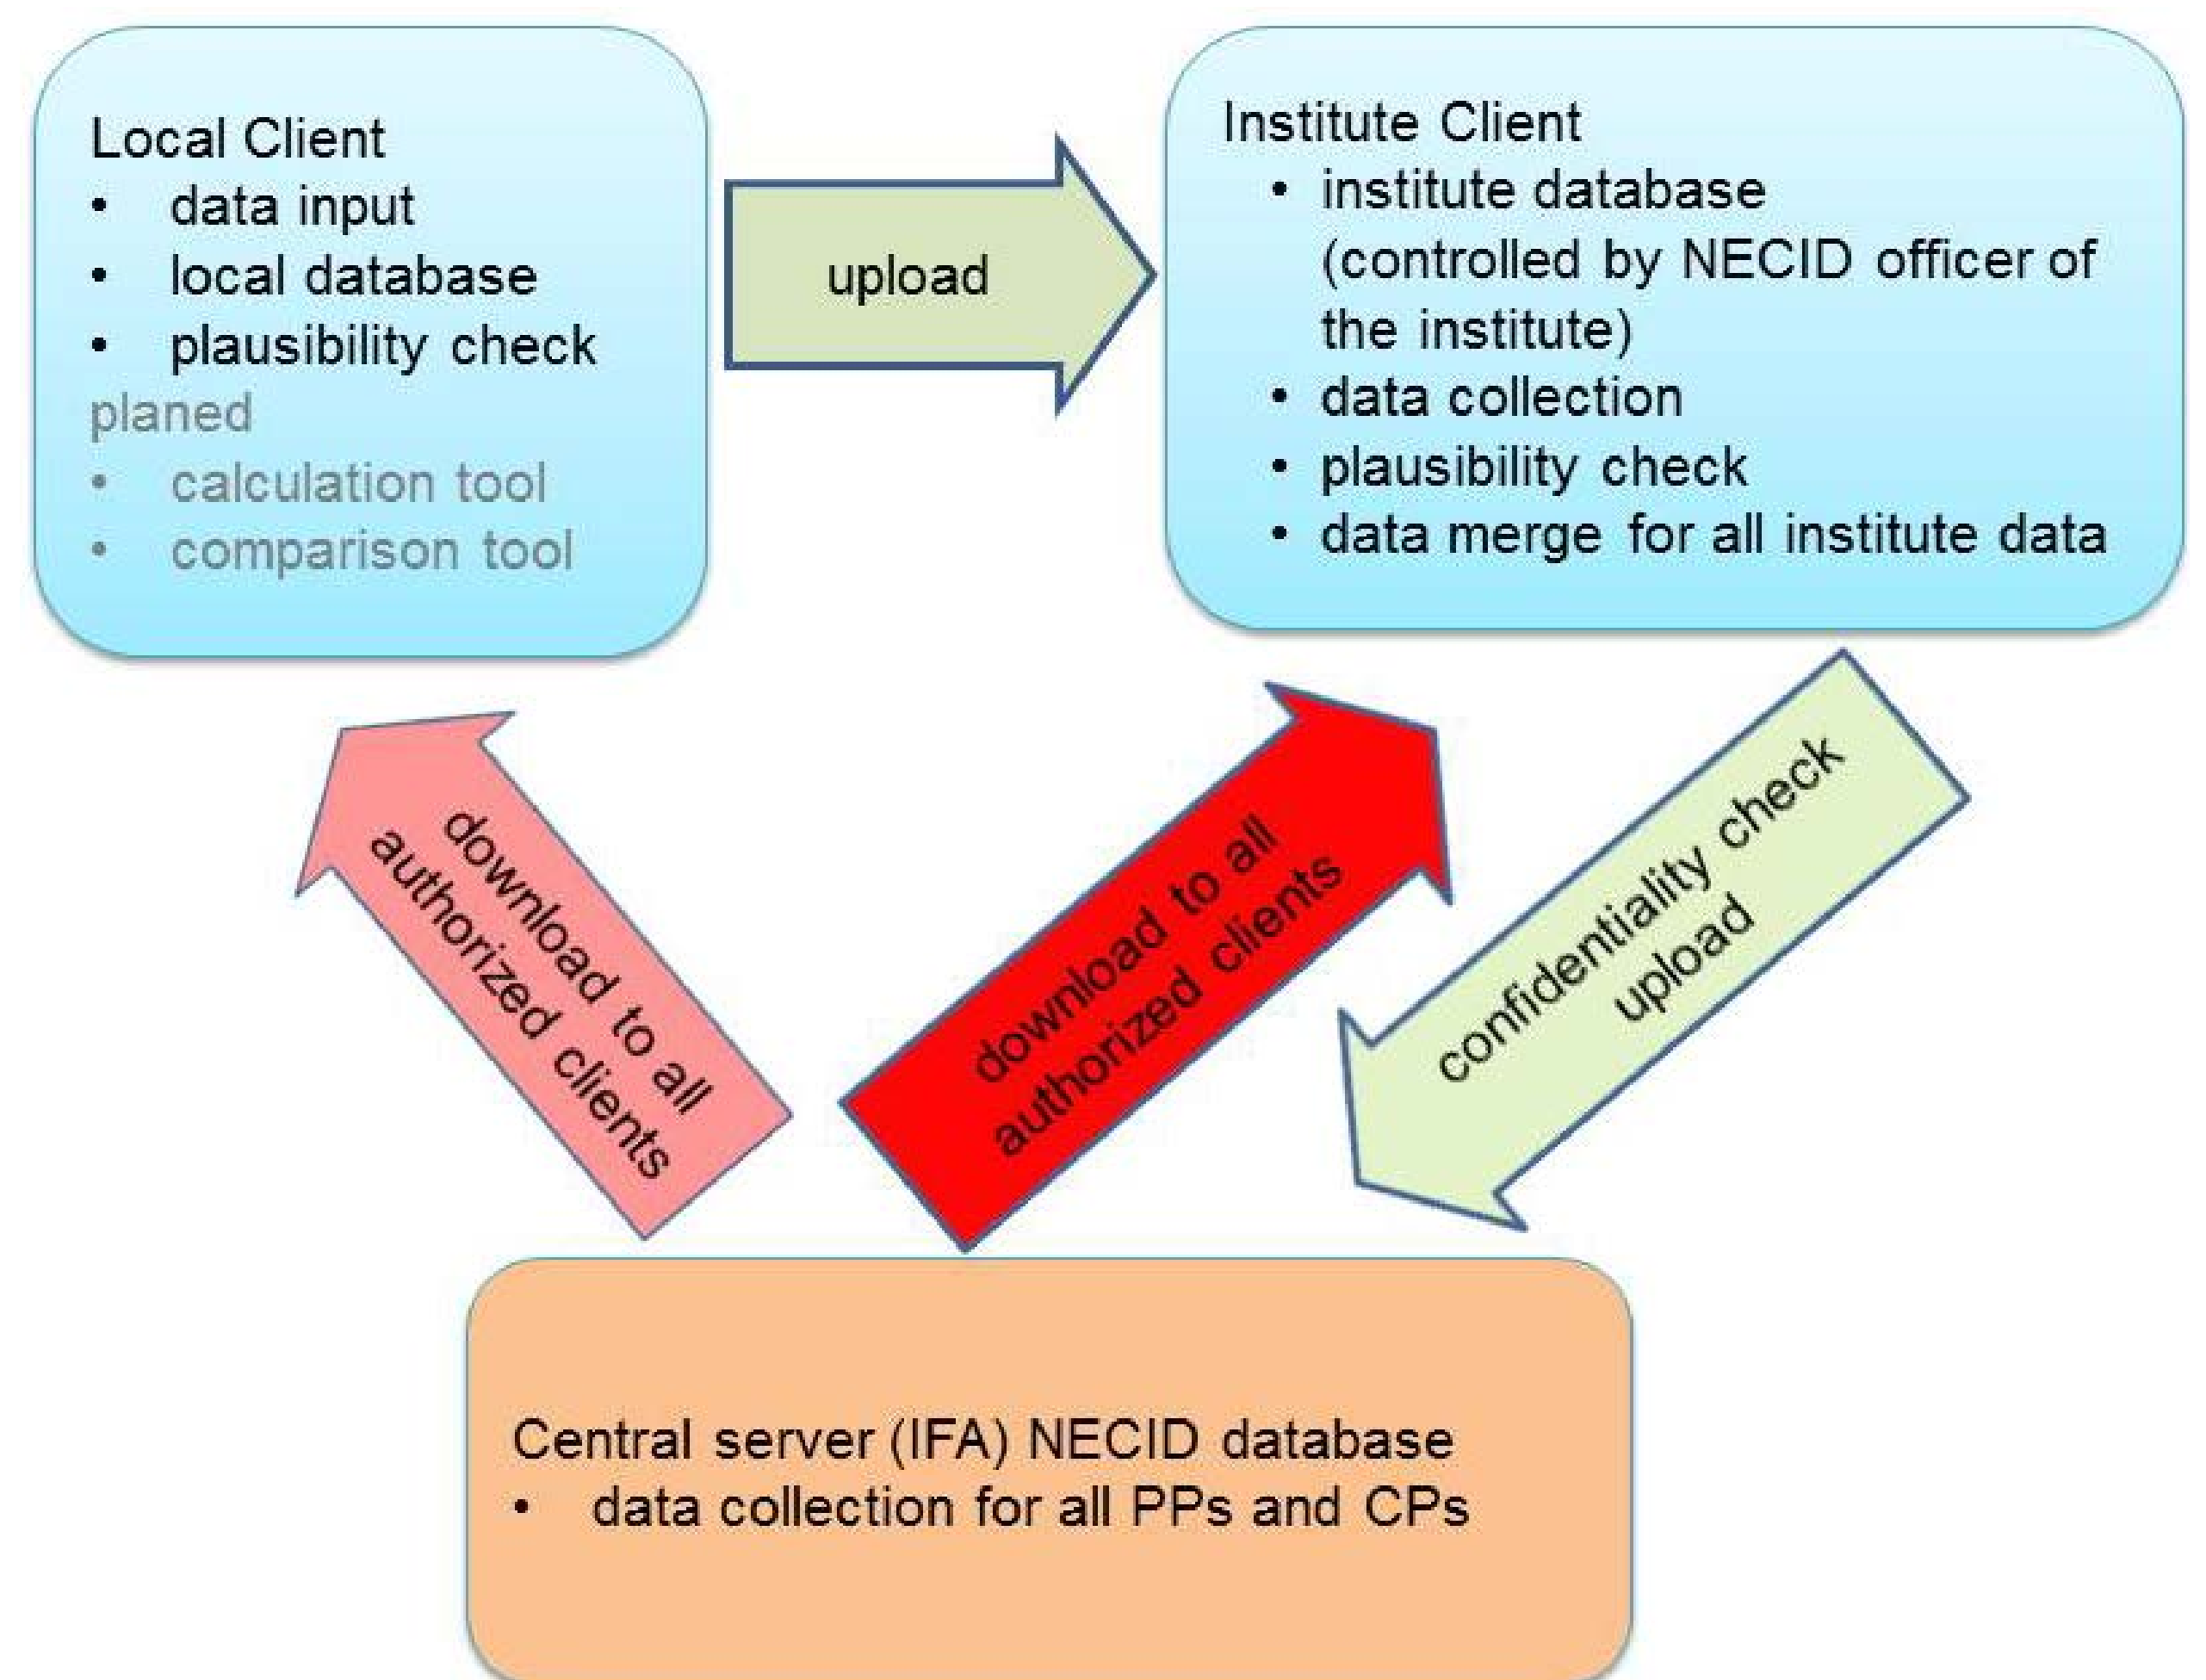 Local Client
• data input
• local database
• plausibility check
planed
• calculation tool
• comparison tool
upload
Institute Client
• institute database
(controlled by NECID officer of
the institute)
• data collection
• plausibility check
• data merge for all institute data
download to all
authorized clients
download to all
authorized clients
confidentiality check
upload
Central server (IFA) NECID database
• data collection for all PPs and CPs